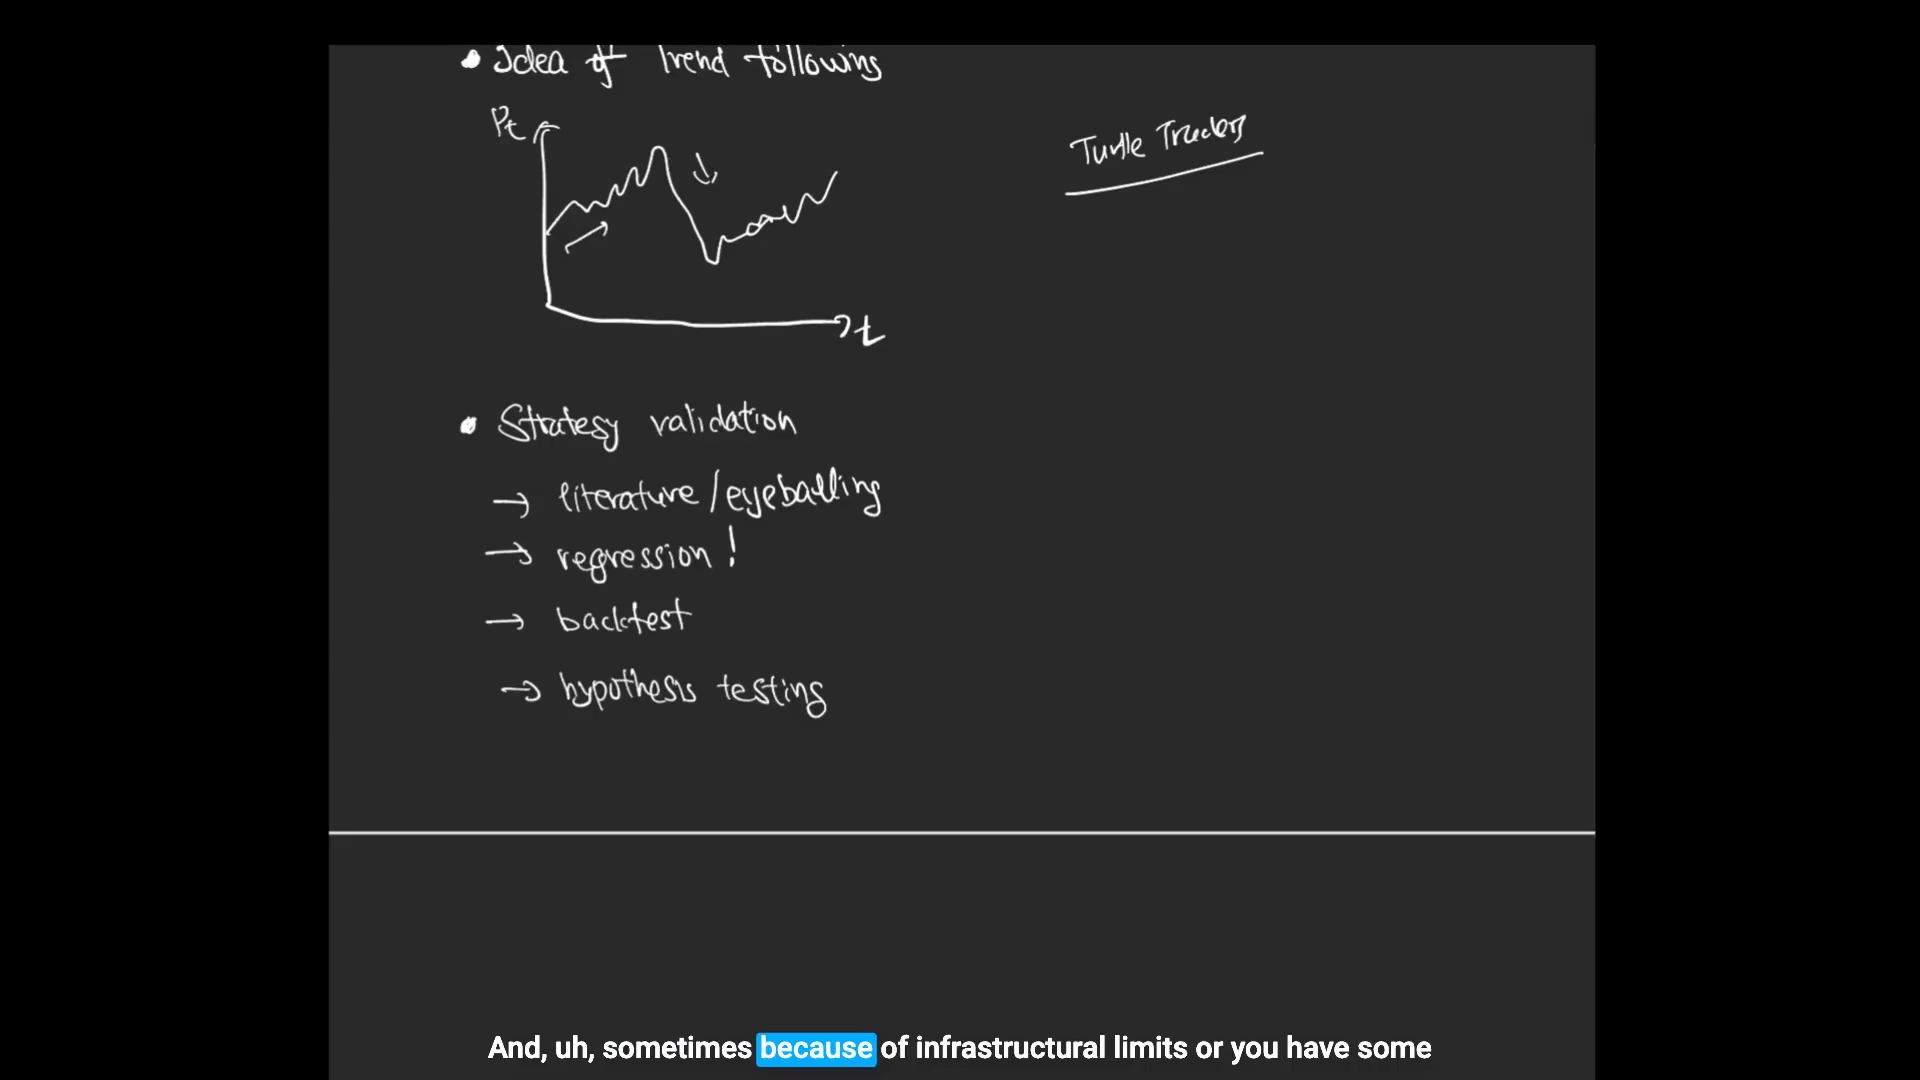 • Idea of Trend following
Pt
Turtle Traders
t
• Strategy validation
→ literature/eyeballing
→ regression!
→ backtest
→ hypothesis testing
And, uh, sometimes because of infrastructural limits or you have some